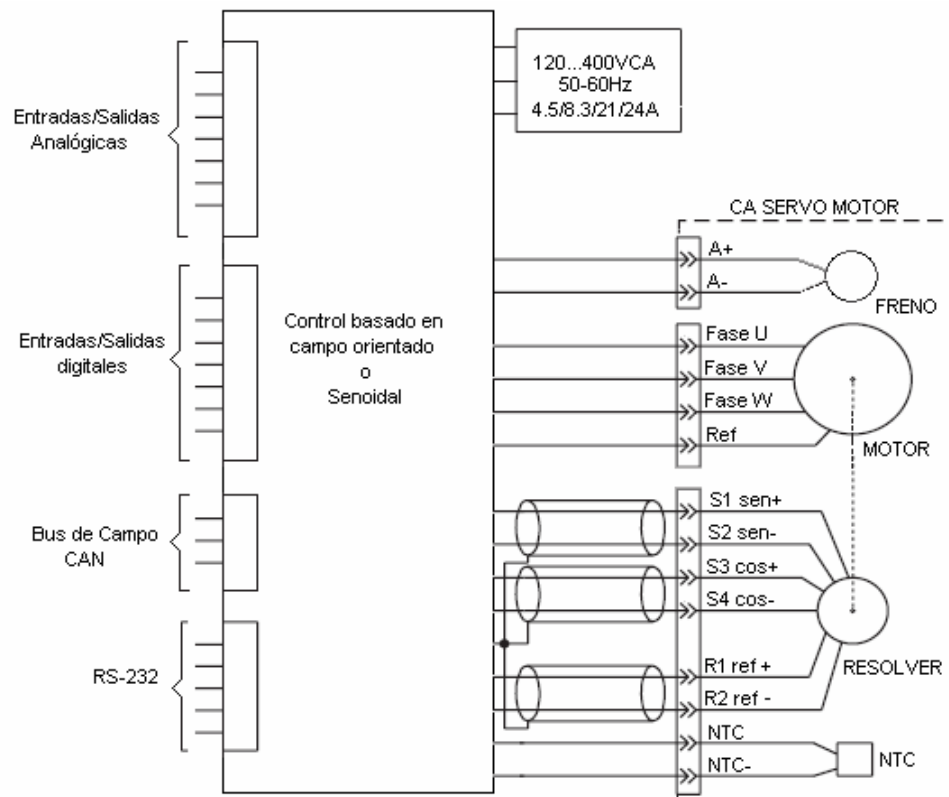 120...400VCA
50-60Hz
4.5/8.3/21/24A
Entradas/Salidas
Analógicas
CA SERVO MOTOR
A+
A-
FRENO
Entradas/Salidas
digitales
Control basado en
campo orientado
o
Senoidal
Fase U
Fase V
Fase W
Ref
MOTOR
Bus de Campo
CAN
S1 sen+
S2 sen-
S3 cos+
S4 cos-
RESOLVER
RS-232
R1 ref +
R2 ref -
NTC
NTC-
NTC